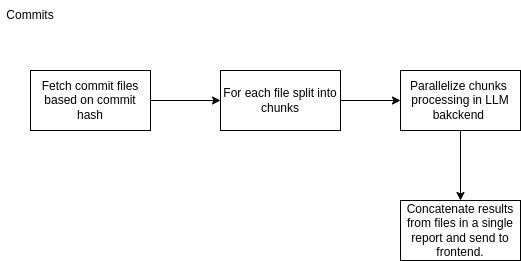 Commits
Fetch commit files
based on commit
hash
For each file split into
chunks
Parallelize chunks
processing in LLM
bakckend
Concatenate results
from files in a single
report and send to
frontend.